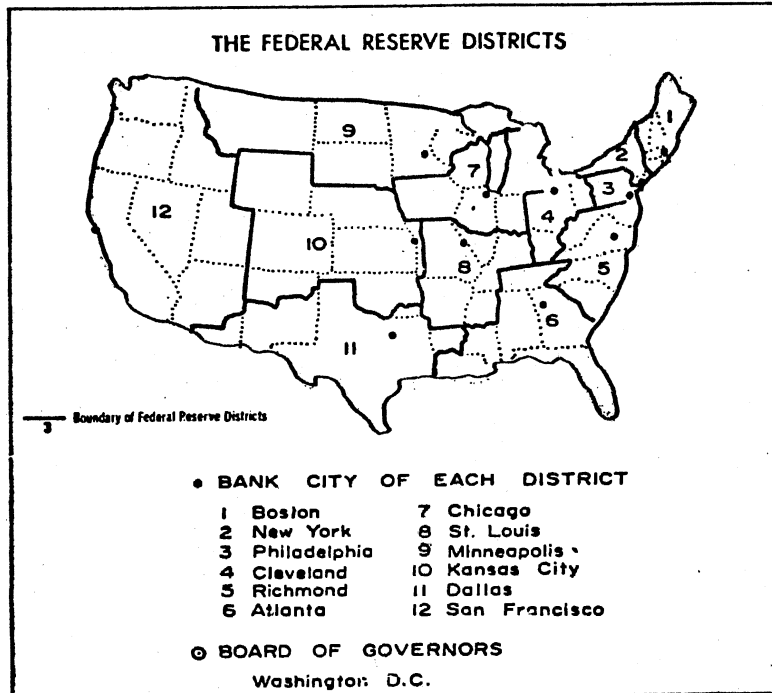 THE FEDERAL RESERVE DISTRICTS
1
2
3
4
5
6
7
8
9
10
11
12
3 Boundary of Federal Reserve Districts
• BANK CITY OF EACH DISTRICT
1 Boston 7 Chicago
2 New York 8 St. Louis
3 Philadelphia 9 Minneapolis
4 Cleveland 10 Kansas City
5 Richmond 11 Dallas
6 Atlanta 12 San Francisco
⊙ BOARD OF GOVERNORS
Washington D.C.